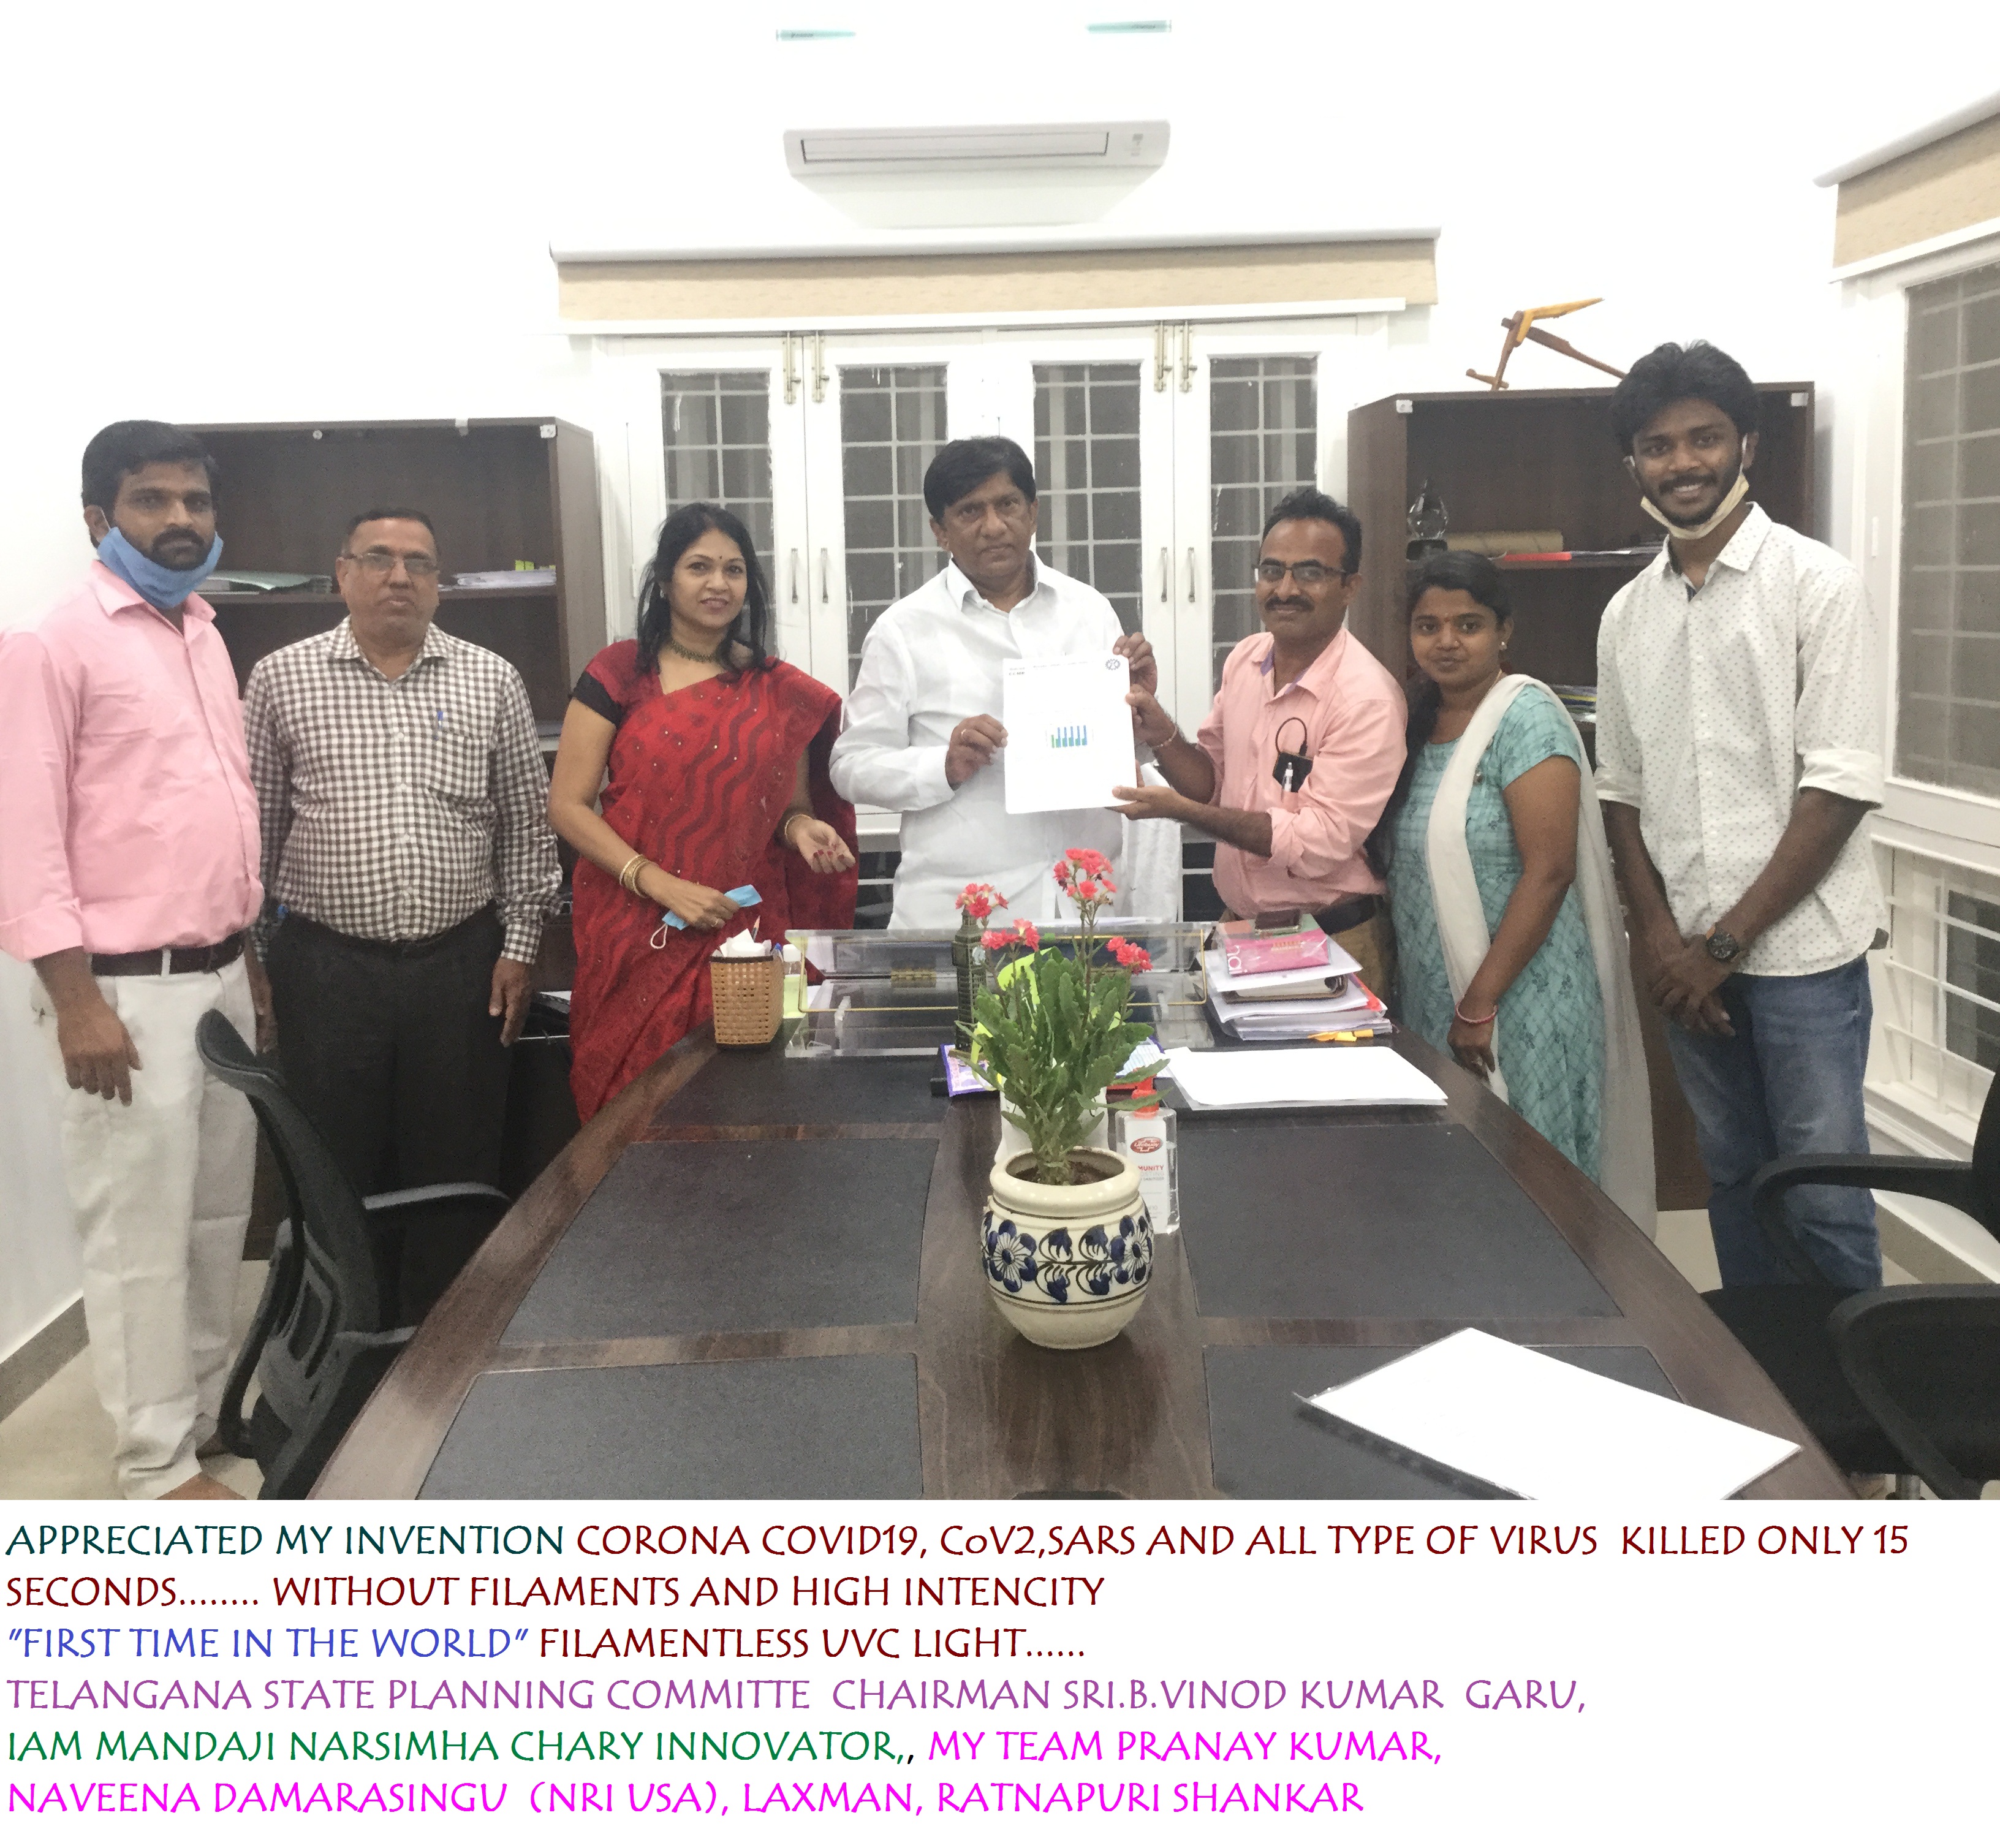 MUNITY
APPRECIATED MY INVENTION CORONA COVID19, CoV2,SARS AND ALL TYPE OF VIRUS KILLED ONLY 15
SECONDS........ WITHOUT FILAMENTS AND HIGH INTENCITY
"FIRST TIME IN THE WORLD" FILAMENTLESS UVC LIGHT......
TELANGANA STATE PLANNING COMMITTE CHAIRMAN SRI.B.VINOD KUMAR GARU,
IAM MANDAJI NARSIMHA CHARY INNOVATOR,, MY TEAM PRANAY KUMAR,
NAVEENA DAMARASINGU (NRI USA), LAXMAN, RATNAPURI SHANKAR